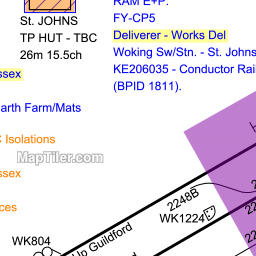 St. JOHNS
TP HUT - TBC
26m 15.5ch
RAM E+P.
FY-CP5
Deliverer - Works Del
Woking Sw/Stn. - St. Johns
KE206035 - Conductor Rai
(BPID 1811).
ssex
arth Farm/Mats
C Isolations
MapTiler.com
ssex
ces
2248B
WK1224
Up Guildford
WK804